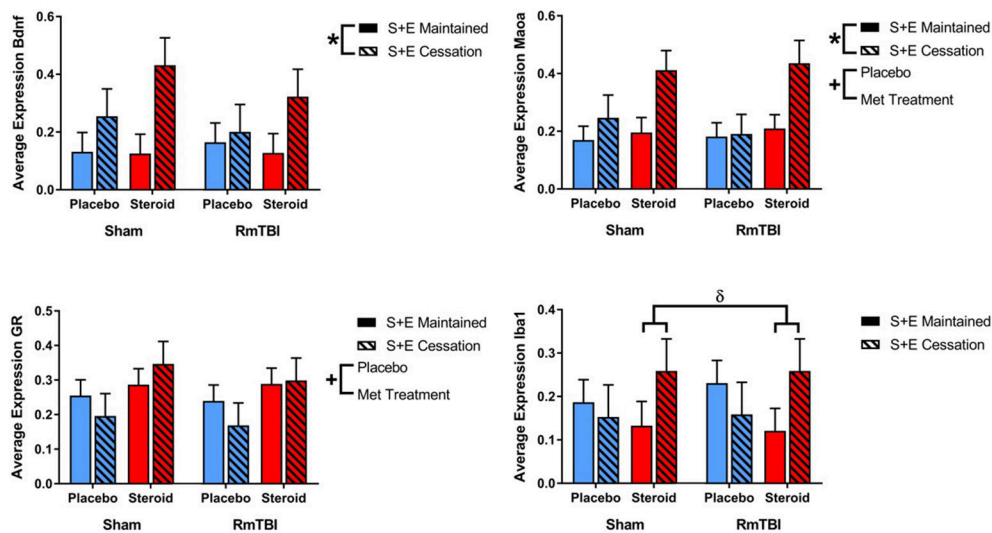 Average Expression Bdnf
0.6
0.4
0.2
0.0
Placebo Steroid Placebo Steroid
Sham RmTBI
* S+E Maintained
S+E Cessation
Average Expression Maoa
0.6
0.4
0.2
0.0
Placebo Steroid Placebo Steroid
Sham RmTBI
* S+E Maintained
S+E Cessation
+ Placebo
Met Treatment
Average Expression GR
0.5
0.4
0.3
0.2
0.1
0.0
Placebo Steroid Placebo Steroid
Sham RmTBI
S+E Maintained
S+E Cessation
+ Placebo
Met Treatment
Average Expression Iba1
0.4
0.3
0.2
0.1
0.0
δ
Placebo Steroid Placebo Steroid
Sham RmTBI
S+E Maintained
S+E Cessation